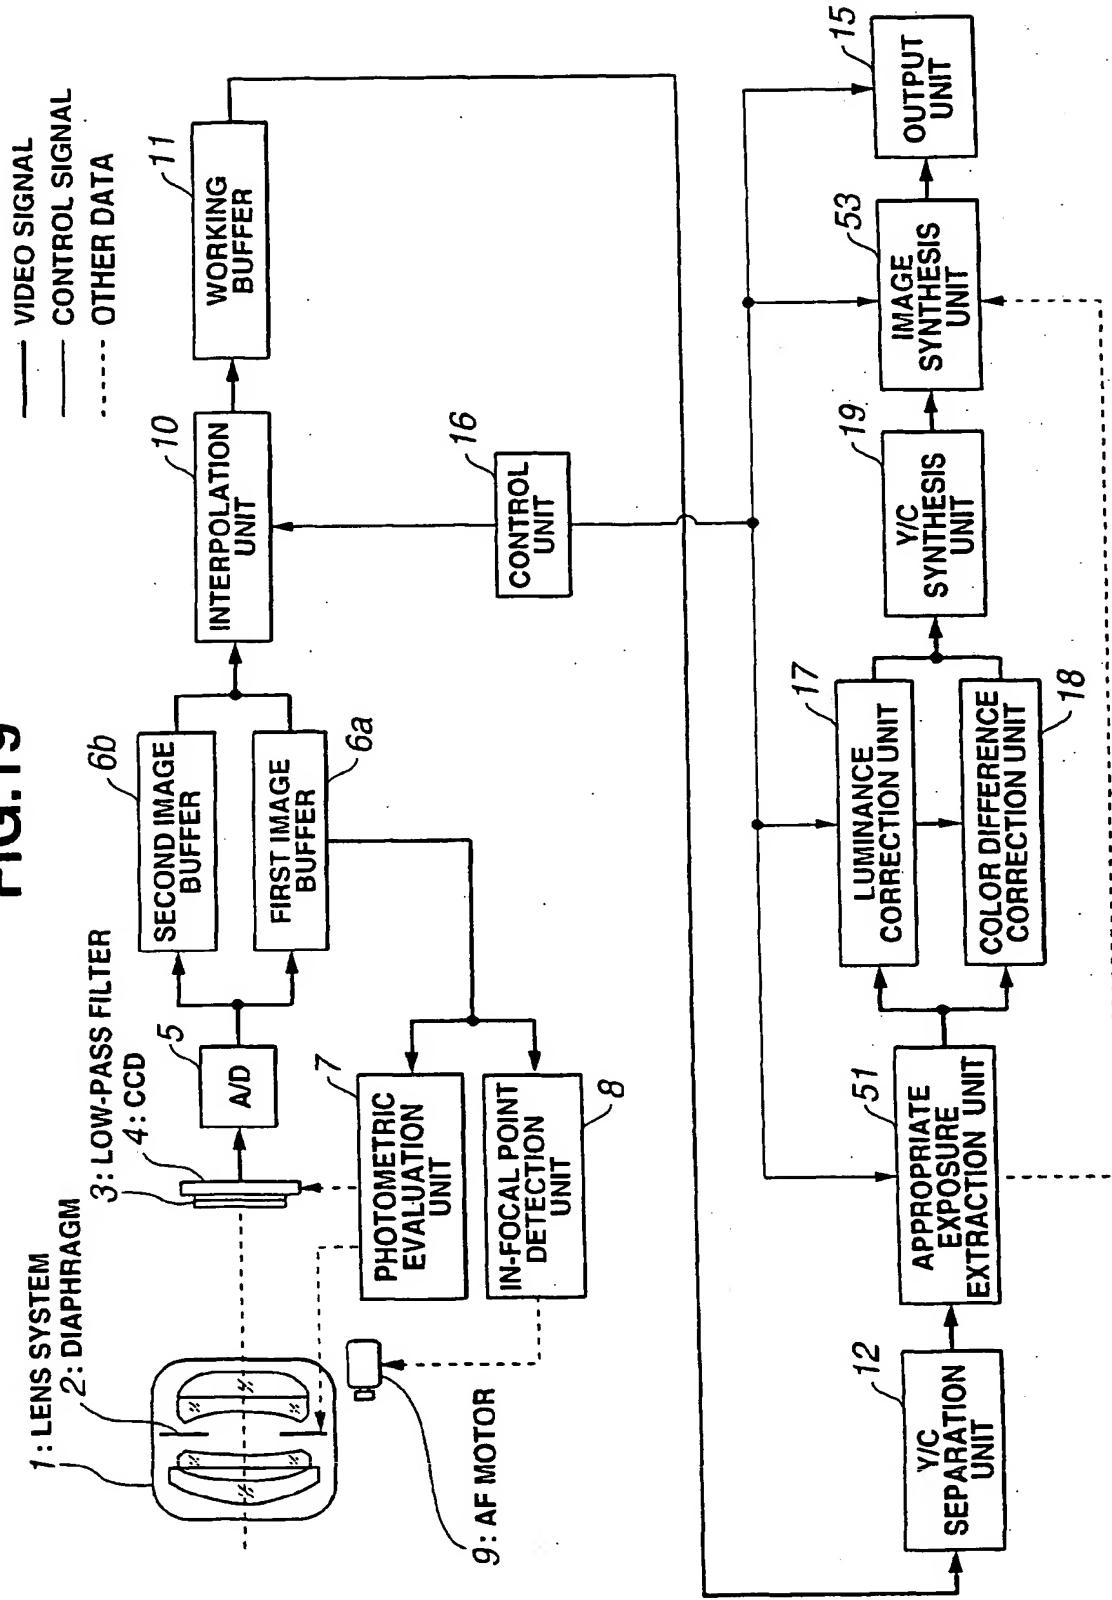 FIG.19
VIDEO SIGNAL
CONTROL SIGNAL
OTHER DATA
1: LENS SYSTEM
2: DIAPHRAGM
3: LOW-PASS FILTER
4: CCD
5
A/D
6b
SECOND IMAGE
BUFFER
FIRST IMAGE
BUFFER
6a
10
INTERPOLATION
UNIT
11
WORKING
BUFFER
7
PHOTOMETRIC
EVALUATION
UNIT
IN-FOCAL POINT
DETECTION
UNIT
8
9: AF MOTOR
16
CONTROL
UNIT
12
Y/C
SEPARATION
UNIT
51
APPROPRIATE
EXPOSURE
EXTRACTION UNIT
17
LUMINANCE
CORRECTION UNIT
COLOR DIFFERENCE
CORRECTION UNIT
18
19
Y/C
SYNTHESIS
UNIT
53
IMAGE
SYNTHESIS
UNIT
15
OUTPUT
UNIT